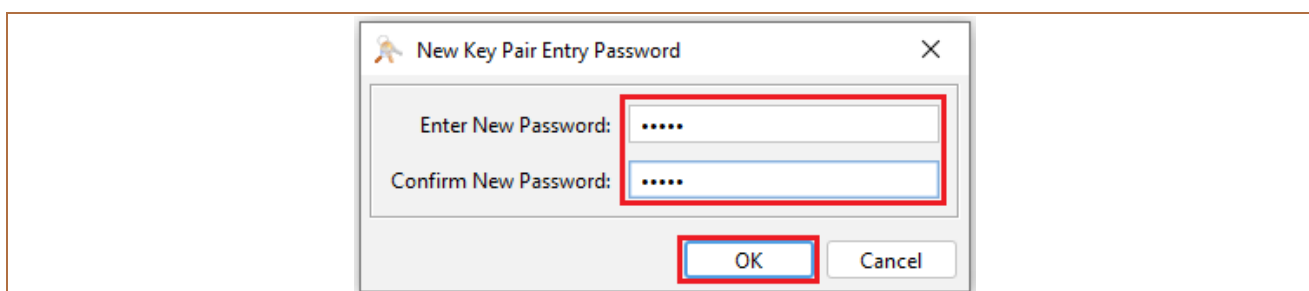 New Key Pair Entry Password
Enter New Password: •••••
Confirm New Password: •••••
OK Cancel